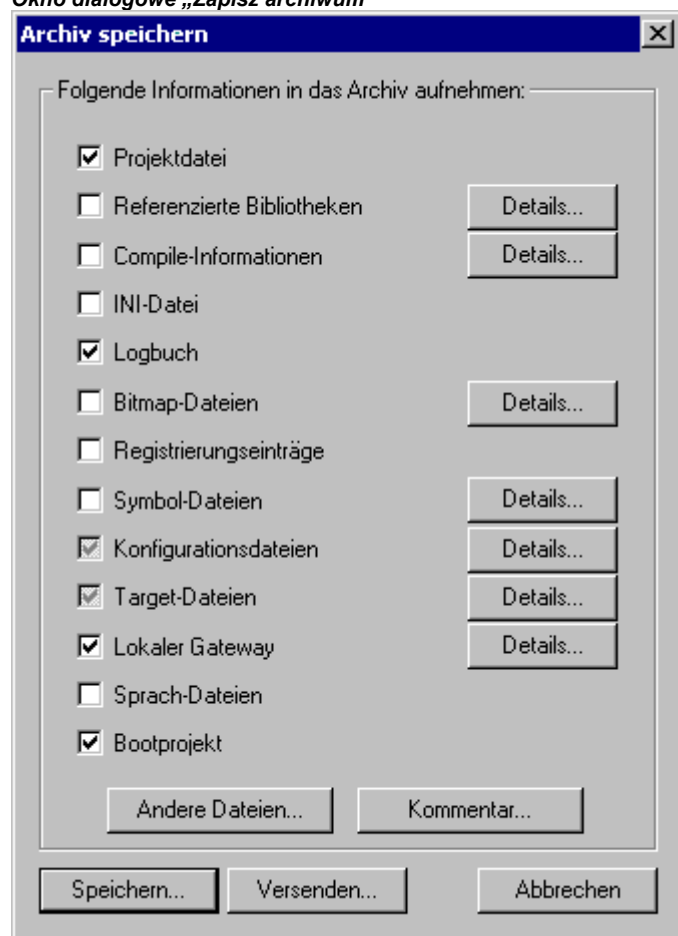 Okno dialogowe „Zapisz archiwum”
Archiv speichern
Folgende Informationen in das Archiv aufnehmen:
Projektdatei
Referenzierte Bibliotheken Details...
Compile-Informationen Details...
INI-Datei
Logbuch
Bitmap-Dateien Details...
Registrierungseinträge
Symbol-Dateien Details...
Konfigurationsdateien Details...
Target-Dateien Details...
Lokaler Gateway Details...
Sprach-Dateien
Bootprojekt
Andere Dateien... Kommentar...
Speichern... Versenden... Abbrechen